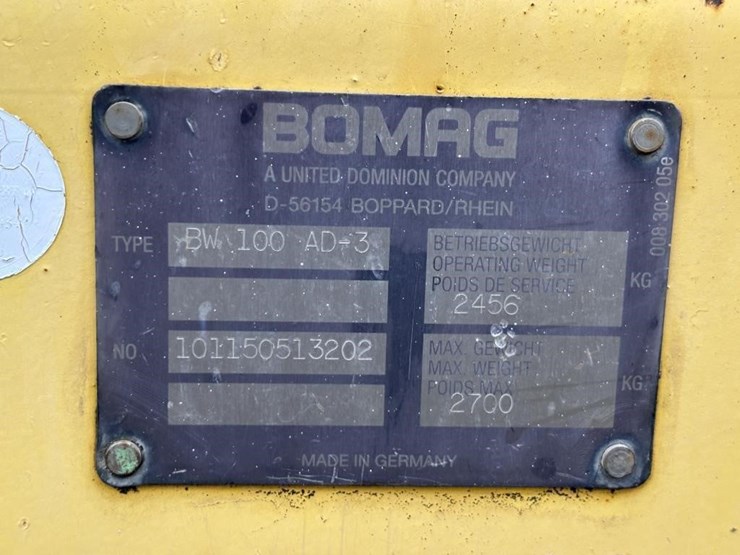 BOMAG
A UNITED DOMINION COMPANY
D-56154 BOPPARD/RHEIN
TYPE BW 100 AD-3
BETRIEBSGEWICHT
OPERATING WEIGHT
POIDS DE SERVICE
2456 KG
NO 101150513202
MAX. GEWICHT
MAX. WEIGHT
POIDS MAX
2700 KG
MADE IN GERMANY
008 302 05e